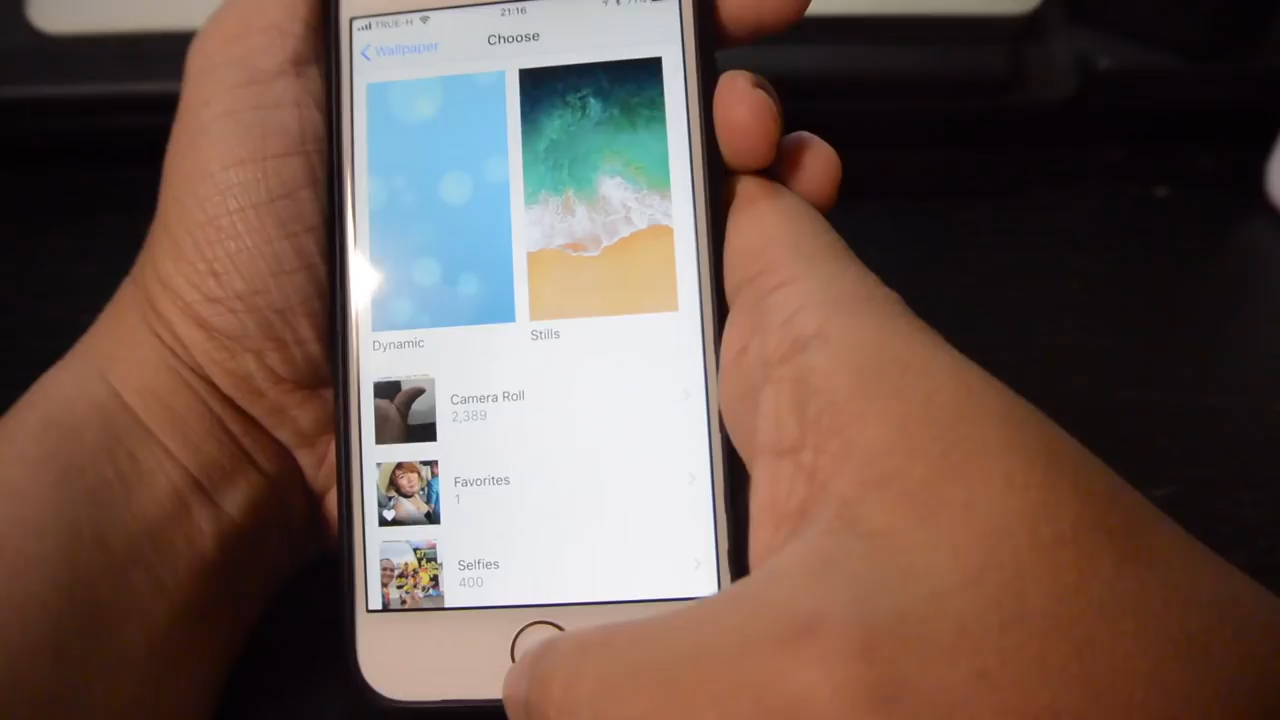 TRUE-H
21:16
Wallpaper
Choose
Dynamic
Stills
Camera Roll
2,389
Favorites
1
Selfies
400